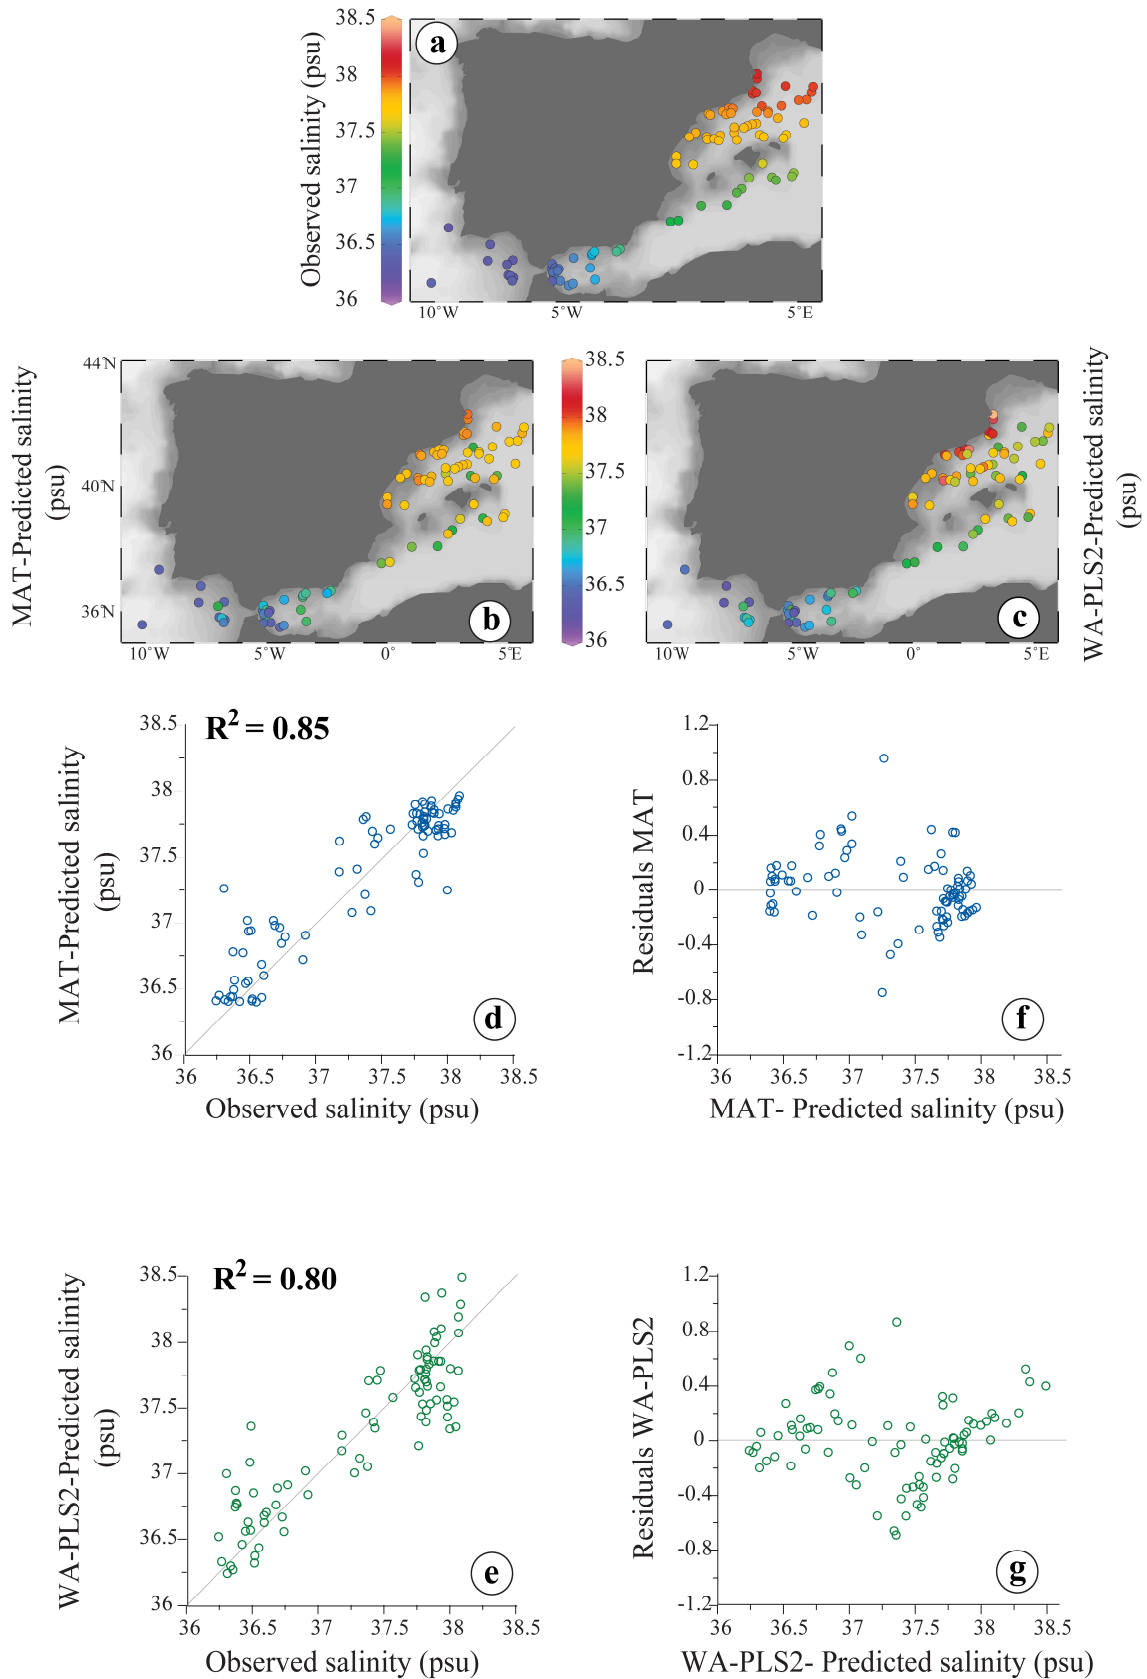 38.5
38
37.5
37
36.5
36
Observed salinity (psu)
a
10°W
5°W
5°E
MAT-Predicted salinity
(psu)
44°N
40°N
36°N
b
10°W
5°W
0°
5°E
38.5
38
37.5
37
36.5
36
c
10°W
5°W
0°
5°E
WA-PLS2-Predicted salinity
(psu)
R² = 0.85
MAT-Predicted salinity
(psu)
38.5
38
37.5
37
36.5
36
d
36
36.5
37
37.5
38
38.5
Observed salinity (psu)
Residuals MAT
1.2
0.8
0.4
0
-0.4
-0.8
-1.2
f
36
36.5
37
37.5
38
38.5
MAT- Predicted salinity (psu)
R² = 0.80
WA-PLS2-Predicted salinity
(psu)
38.5
38
37.5
37
36.5
36
e
36
36.5
37
37.5
38
38.5
Observed salinity (psu)
Residuals WA-PLS2
1.2
0.8
0.4
0
-0.4
-0.8
-1.2
g
36
36.5
37
37.5
38
38.5
WA-PLS2- Predicted salinity (psu)